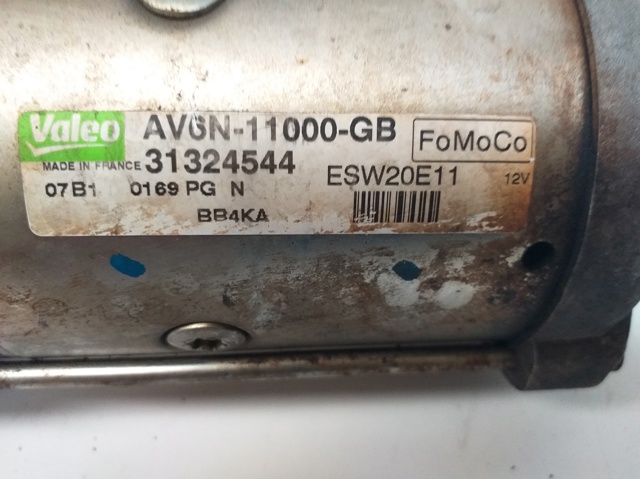 Valeo AV6N-11000-GB FoMoCo
MADE IN FRANCE 31324544 ESW20E11 12V
07B1 0169 PG N
BB4KA